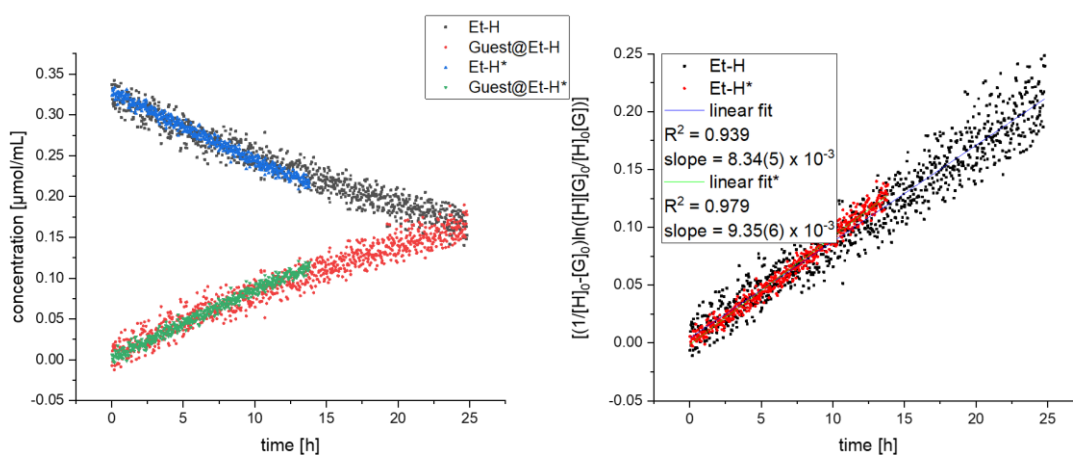 Et-H
Guest@Et-H
Et-H*
Guest@Et-H*
concentration [µmol/mL]
0.35
0.30
0.25
0.20
0.15
0.10
0.05
0.00
-0.05
0 5 10 15 20 25
time [h]
Et-H
Et-H*
linear fit
R² = 0.939
slope = 8.34(5) x 10⁻³
linear fit*
R² = 0.979
slope = 9.35(6) x 10⁻³
[(1/[H]₀-[G]₀)ln([H][G]₀/[H]₀[G])]
0.25
0.20
0.15
0.10
0.05
0.00
-0.05
0 5 10 15 20 25
time [h]